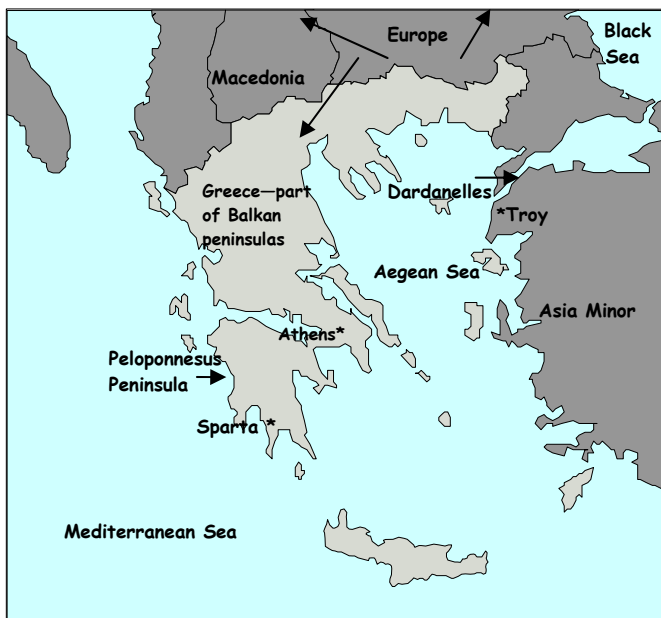 Europe
Black
Sea
Macedonia
Greece—part
of Balkan
peninsulas
Dardanelles
*Troy
Aegean Sea
Asia Minor
Athens*
Peloponnesus
Peninsula
Sparta *
Mediterranean Sea